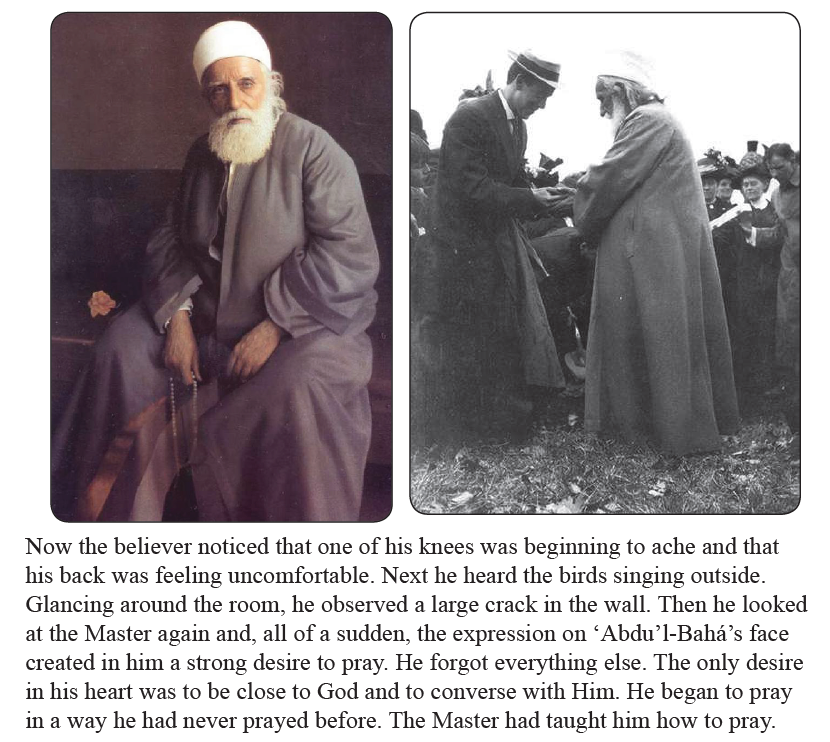 Now the believer noticed that one of his knees was beginning to ache and that
his back was feeling uncomfortable. Next he heard the birds singing outside.
Glancing around the room, he observed a large crack in the wall. Then he looked
at the Master again and, all of a sudden, the expression on ‘Abdu’l-Bahá’s face
created in him a strong desire to pray. He forgot everything else. The only desire
in his heart was to be close to God and to converse with Him. He began to pray
in a way he had never prayed before. The Master had taught him how to pray.